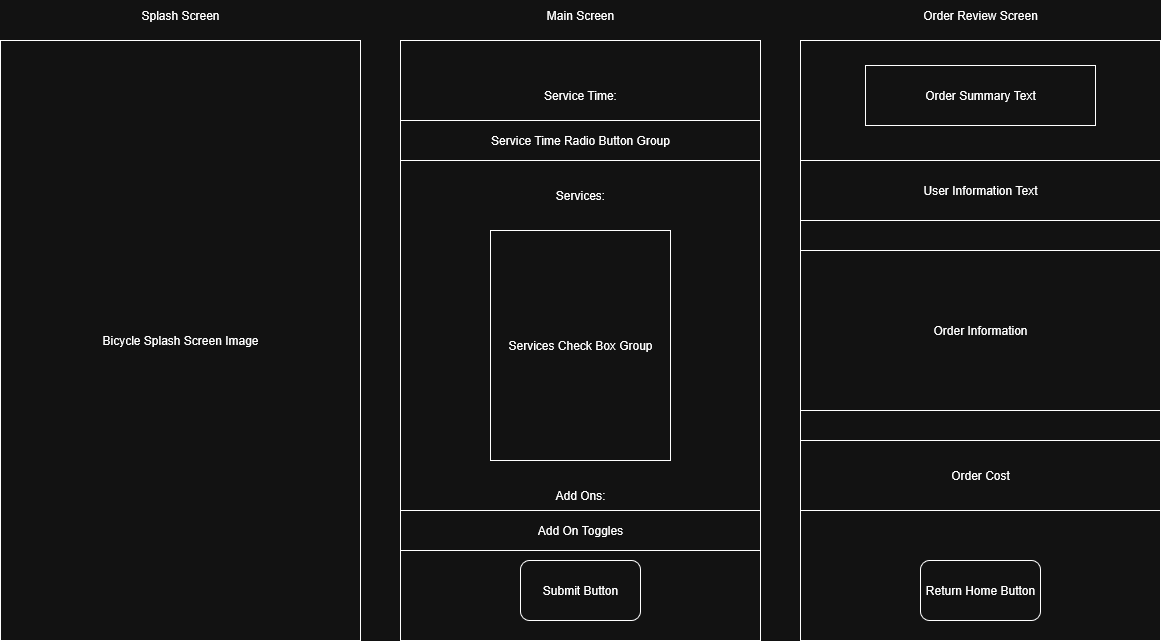 Splash Screen
Main Screen
Order Review Screen
Bicycle Splash Screen Image
Service Time:
Service Time Radio Button Group
Services:
Services Check Box Group
Add Ons:
Add On Toggles
Submit Button
Order Summary Text
User Information Text
Order Information
Order Cost
Return Home Button